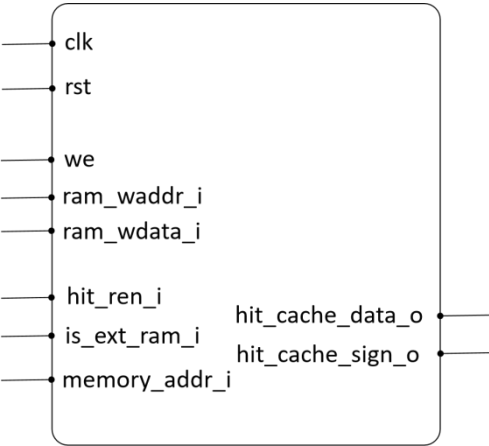 clk
rst
we
ram_waddr_i
ram_wdata_i
hit_ren_i
is_ext_ram_i
memory_addr_i
hit_cache_data_o
hit_cache_sign_o